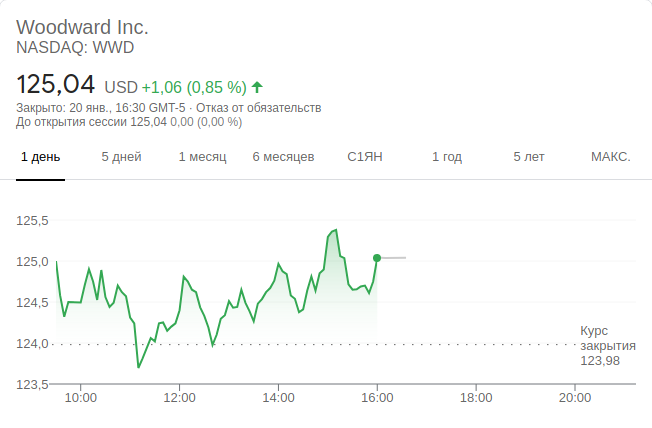 Woodward Inc.
NASDAQ: WWD
125,04 USD +1,06 (0,85 %)
Закрыто: 20 янв., 16:30 GMT-5 · Отказ от обязательств
До открытия сессии 125,04 0,00 (0,00 %)
1 день 5 дней 1 месяц 6 месяцев С1ЯН 1 год 5 лет МАКС.
125,5
125,0
124,5
124,0
123,5
Курс
закрытия
123,98
10:00 12:00 14:00 16:00 18:00 20:00